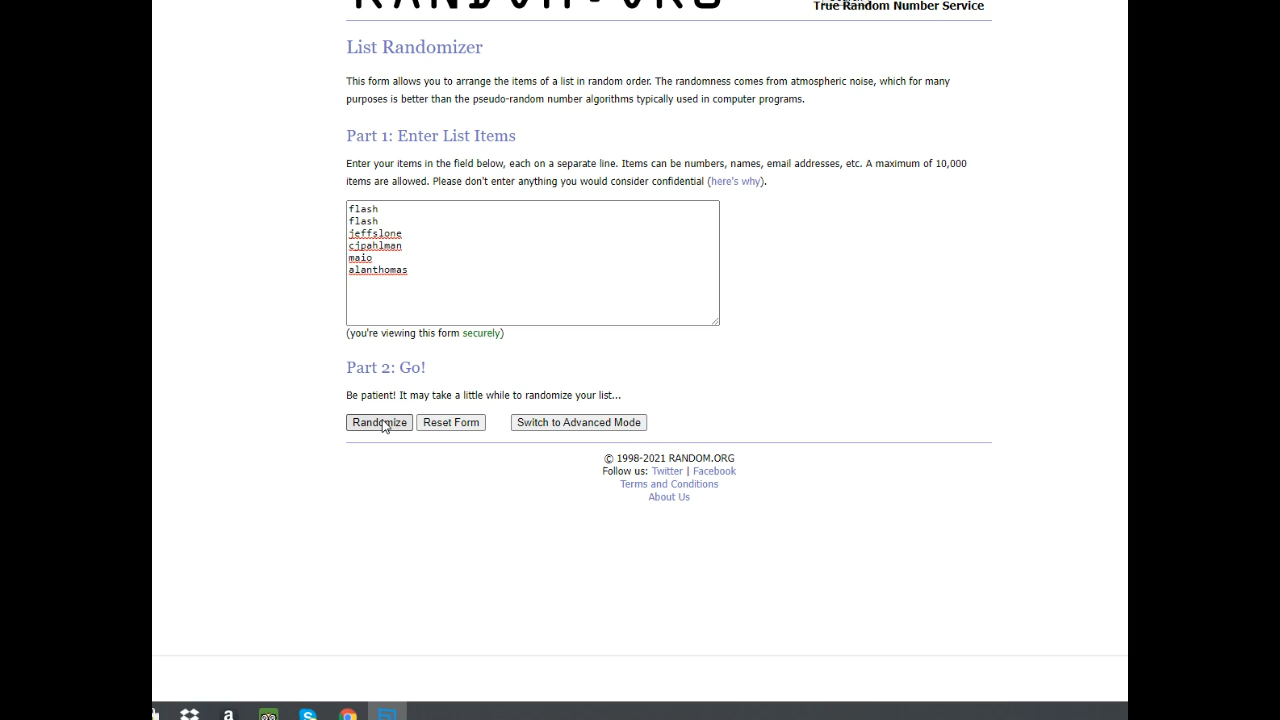 RANDOM.ORG
True Random Number Service
List Randomizer
This form allows you to arrange the items of a list in random order. The randomness comes from atmospheric noise, which for many
purposes is better than the pseudo-random number algorithms typically used in computer programs.
Part 1: Enter List Items
Enter your items in the field below, each on a separate line. Items can be numbers, names, email addresses, etc. A maximum of 10,000
items are allowed. Please don't enter anything you would consider confidential (here's why).
flash
flash
jeffslone
cjpahlman
maio
alanthomas
(you're viewing this form securely)
Part 2: Go!
Be patient! It may take a little while to randomize your list...
Randomize Reset Form Switch to Advanced Mode
© 1998-2021 RANDOM.ORG
Follow us: Twitter | Facebook
Terms and Conditions
About Us